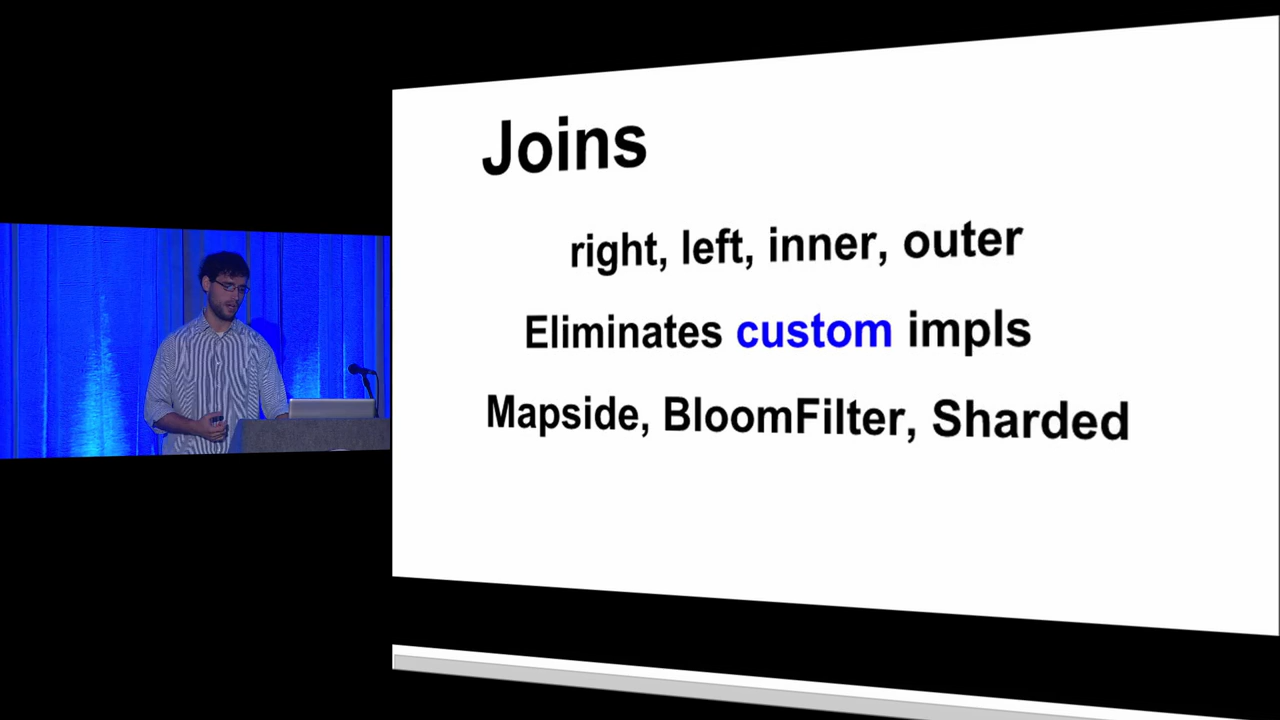 Joins
right, left, inner, outer
Eliminates custom impls
Mapside, BloomFilter, Sharded